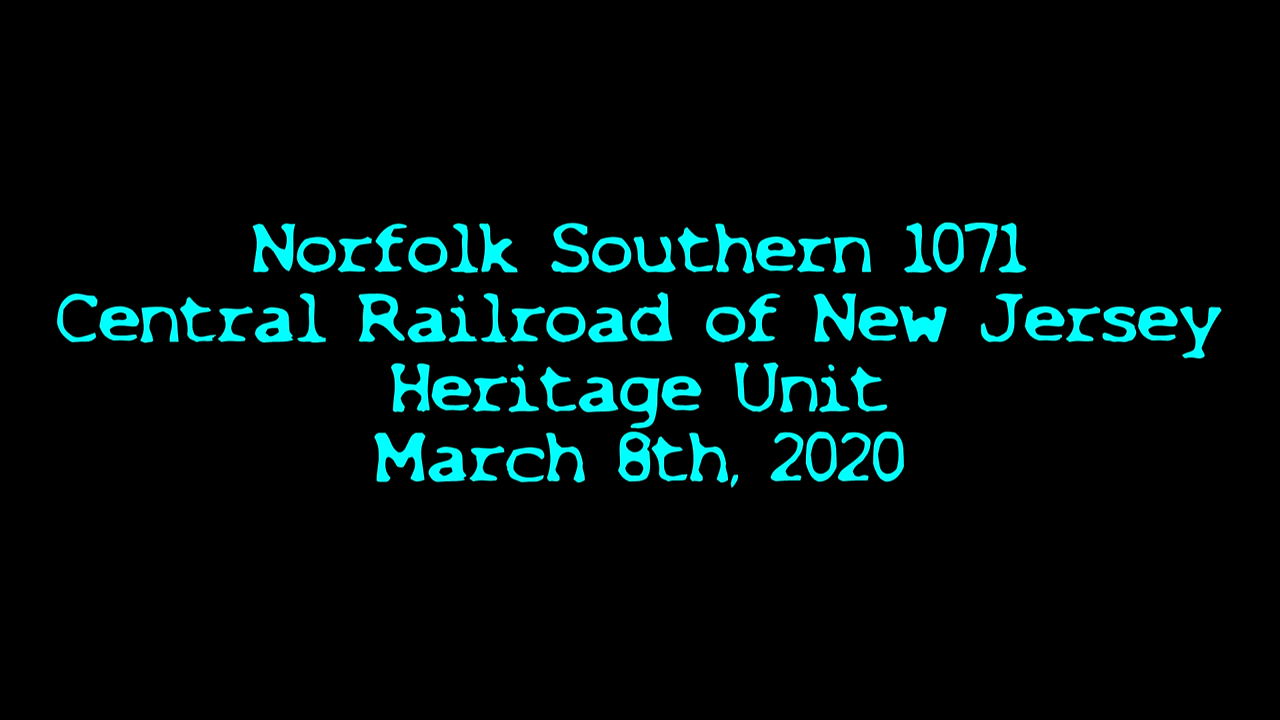 Norfolk Southern 1071
Central Railroad of New Jersey
Heritage Unit
March 8th, 2020